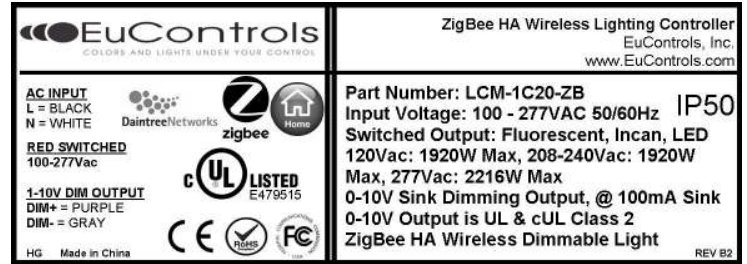 EuControls
COLORS AND LIGHTS UNDER YOUR CONTROL
ZigBee HA Wireless Lighting Controller
EuControls, Inc.
www.EuControls.com
AC INPUT
L = BLACK
N = WHITE
RED SWITCHED
100-277Vac
1-10V DIM OUTPUT
DIM+ = PURPLE
DIM- = GRAY
HG Made in China
DaintreeNetworks
zigbee
Home
c UL US LISTED
E479515
CE
RoHS
FC
Part Number: LCM-1C20-ZB
Input Voltage: 100 - 277VAC 50/60Hz IP50
Switched Output: Fluorescent, Incan, LED
120Vac: 1920W Max, 208-240Vac: 1920W
Max, 277Vac: 2216W Max
0-10V Sink Dimming Output, @ 100mA Sink
0-10V Output is UL & cUL Class 2
ZigBee HA Wireless Dimmable Light
REV B2